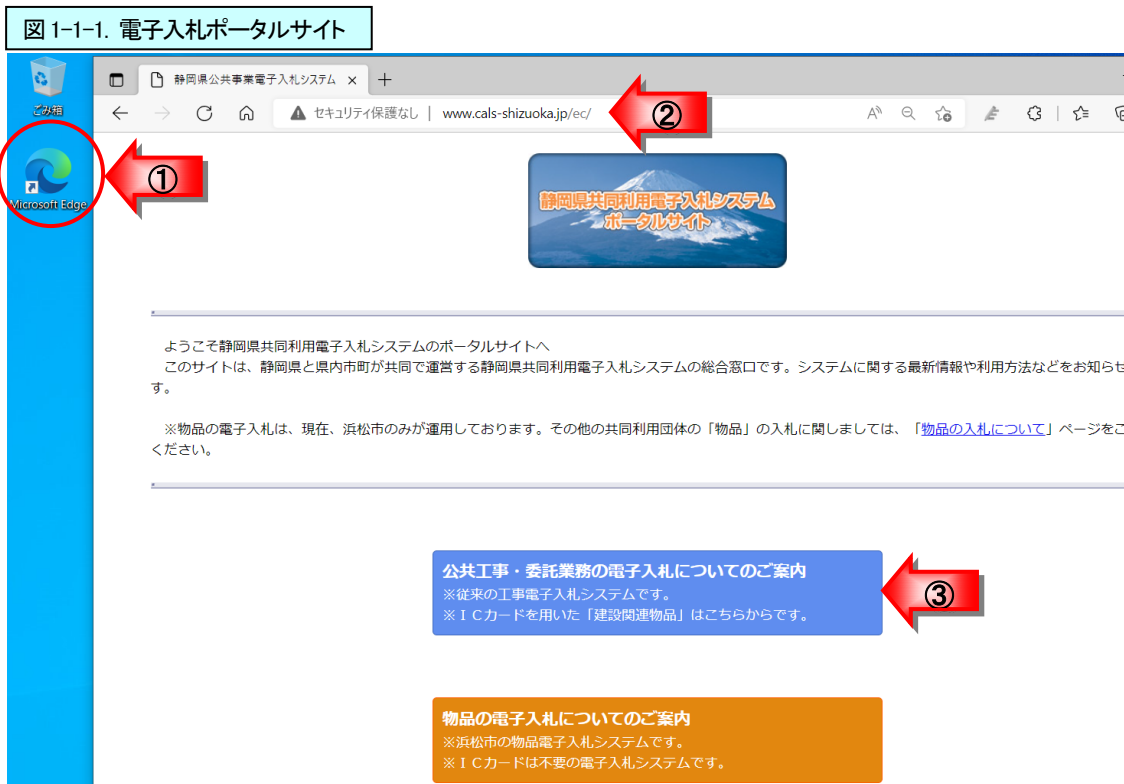 図 1-1-1. 電子入札ポータルサイト
ごみ箱
静岡県公共事業電子入札システム
セキュリティ保護なし | www.cals-shizuoka.jp/ec/
②
①
Microsoft Edge
静岡県共同利用電子入札システム
ポータルサイト
ようこそ静岡県共同利用電子入札システムのポータルサイトへ
このサイトは、静岡県と県内市町が共同で運営する静岡県共同利用電子入札システムの総合窓口です。システムに関する最新情報や利用方法などをお知らせ
す。
※物品の電子入札は、現在、浜松市のみが運用しております。その他の共同利用団体の「物品」の入札に関しましては、「物品の入札について」ページをご
ください。
公共工事・委託業務の電子入札についてのご案内
※従来の工事電子入札システムです。
※ＩＣカードを用いた「建設関連物品」はこちらからです。
③
物品の電子入札についてのご案内
※浜松市の物品電子入札システムです。
※ＩＣカードは不要の電子入札システムです。